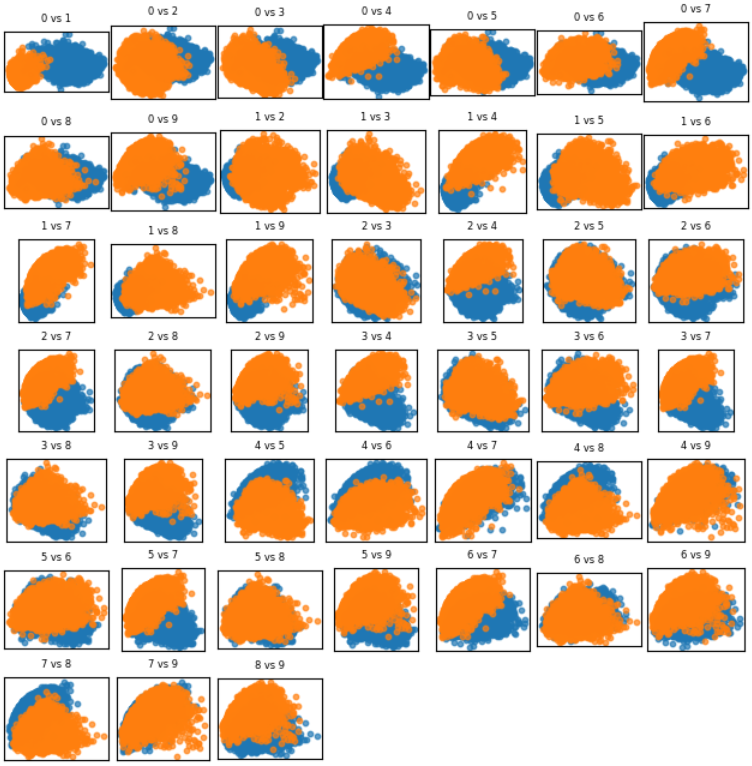 0 vs 1
0 vs 2
0 vs 3
0 vs 4
0 vs 5
0 vs 6
0 vs 7
0 vs 8
0 vs 9
1 vs 2
1 vs 3
1 vs 4
1 vs 5
1 vs 6
1 vs 7
1 vs 8
1 vs 9
2 vs 3
2 vs 4
2 vs 5
2 vs 6
2 vs 7
2 vs 8
2 vs 9
3 vs 4
3 vs 5
3 vs 6
3 vs 7
3 vs 8
3 vs 9
4 vs 5
4 vs 6
4 vs 7
4 vs 8
4 vs 9
5 vs 6
5 vs 7
5 vs 8
5 vs 9
6 vs 7
6 vs 8
6 vs 9
7 vs 8
7 vs 9
8 vs 9